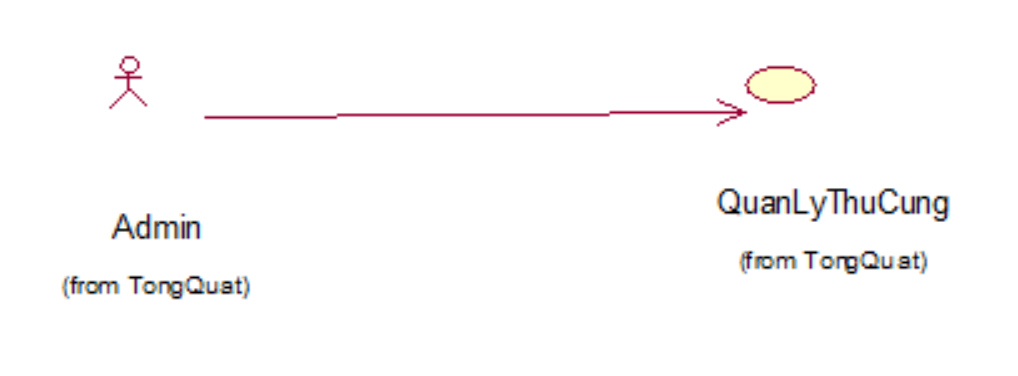 Admin
(from TongQuat)
QuanLyThuCung
(from TongQuat)